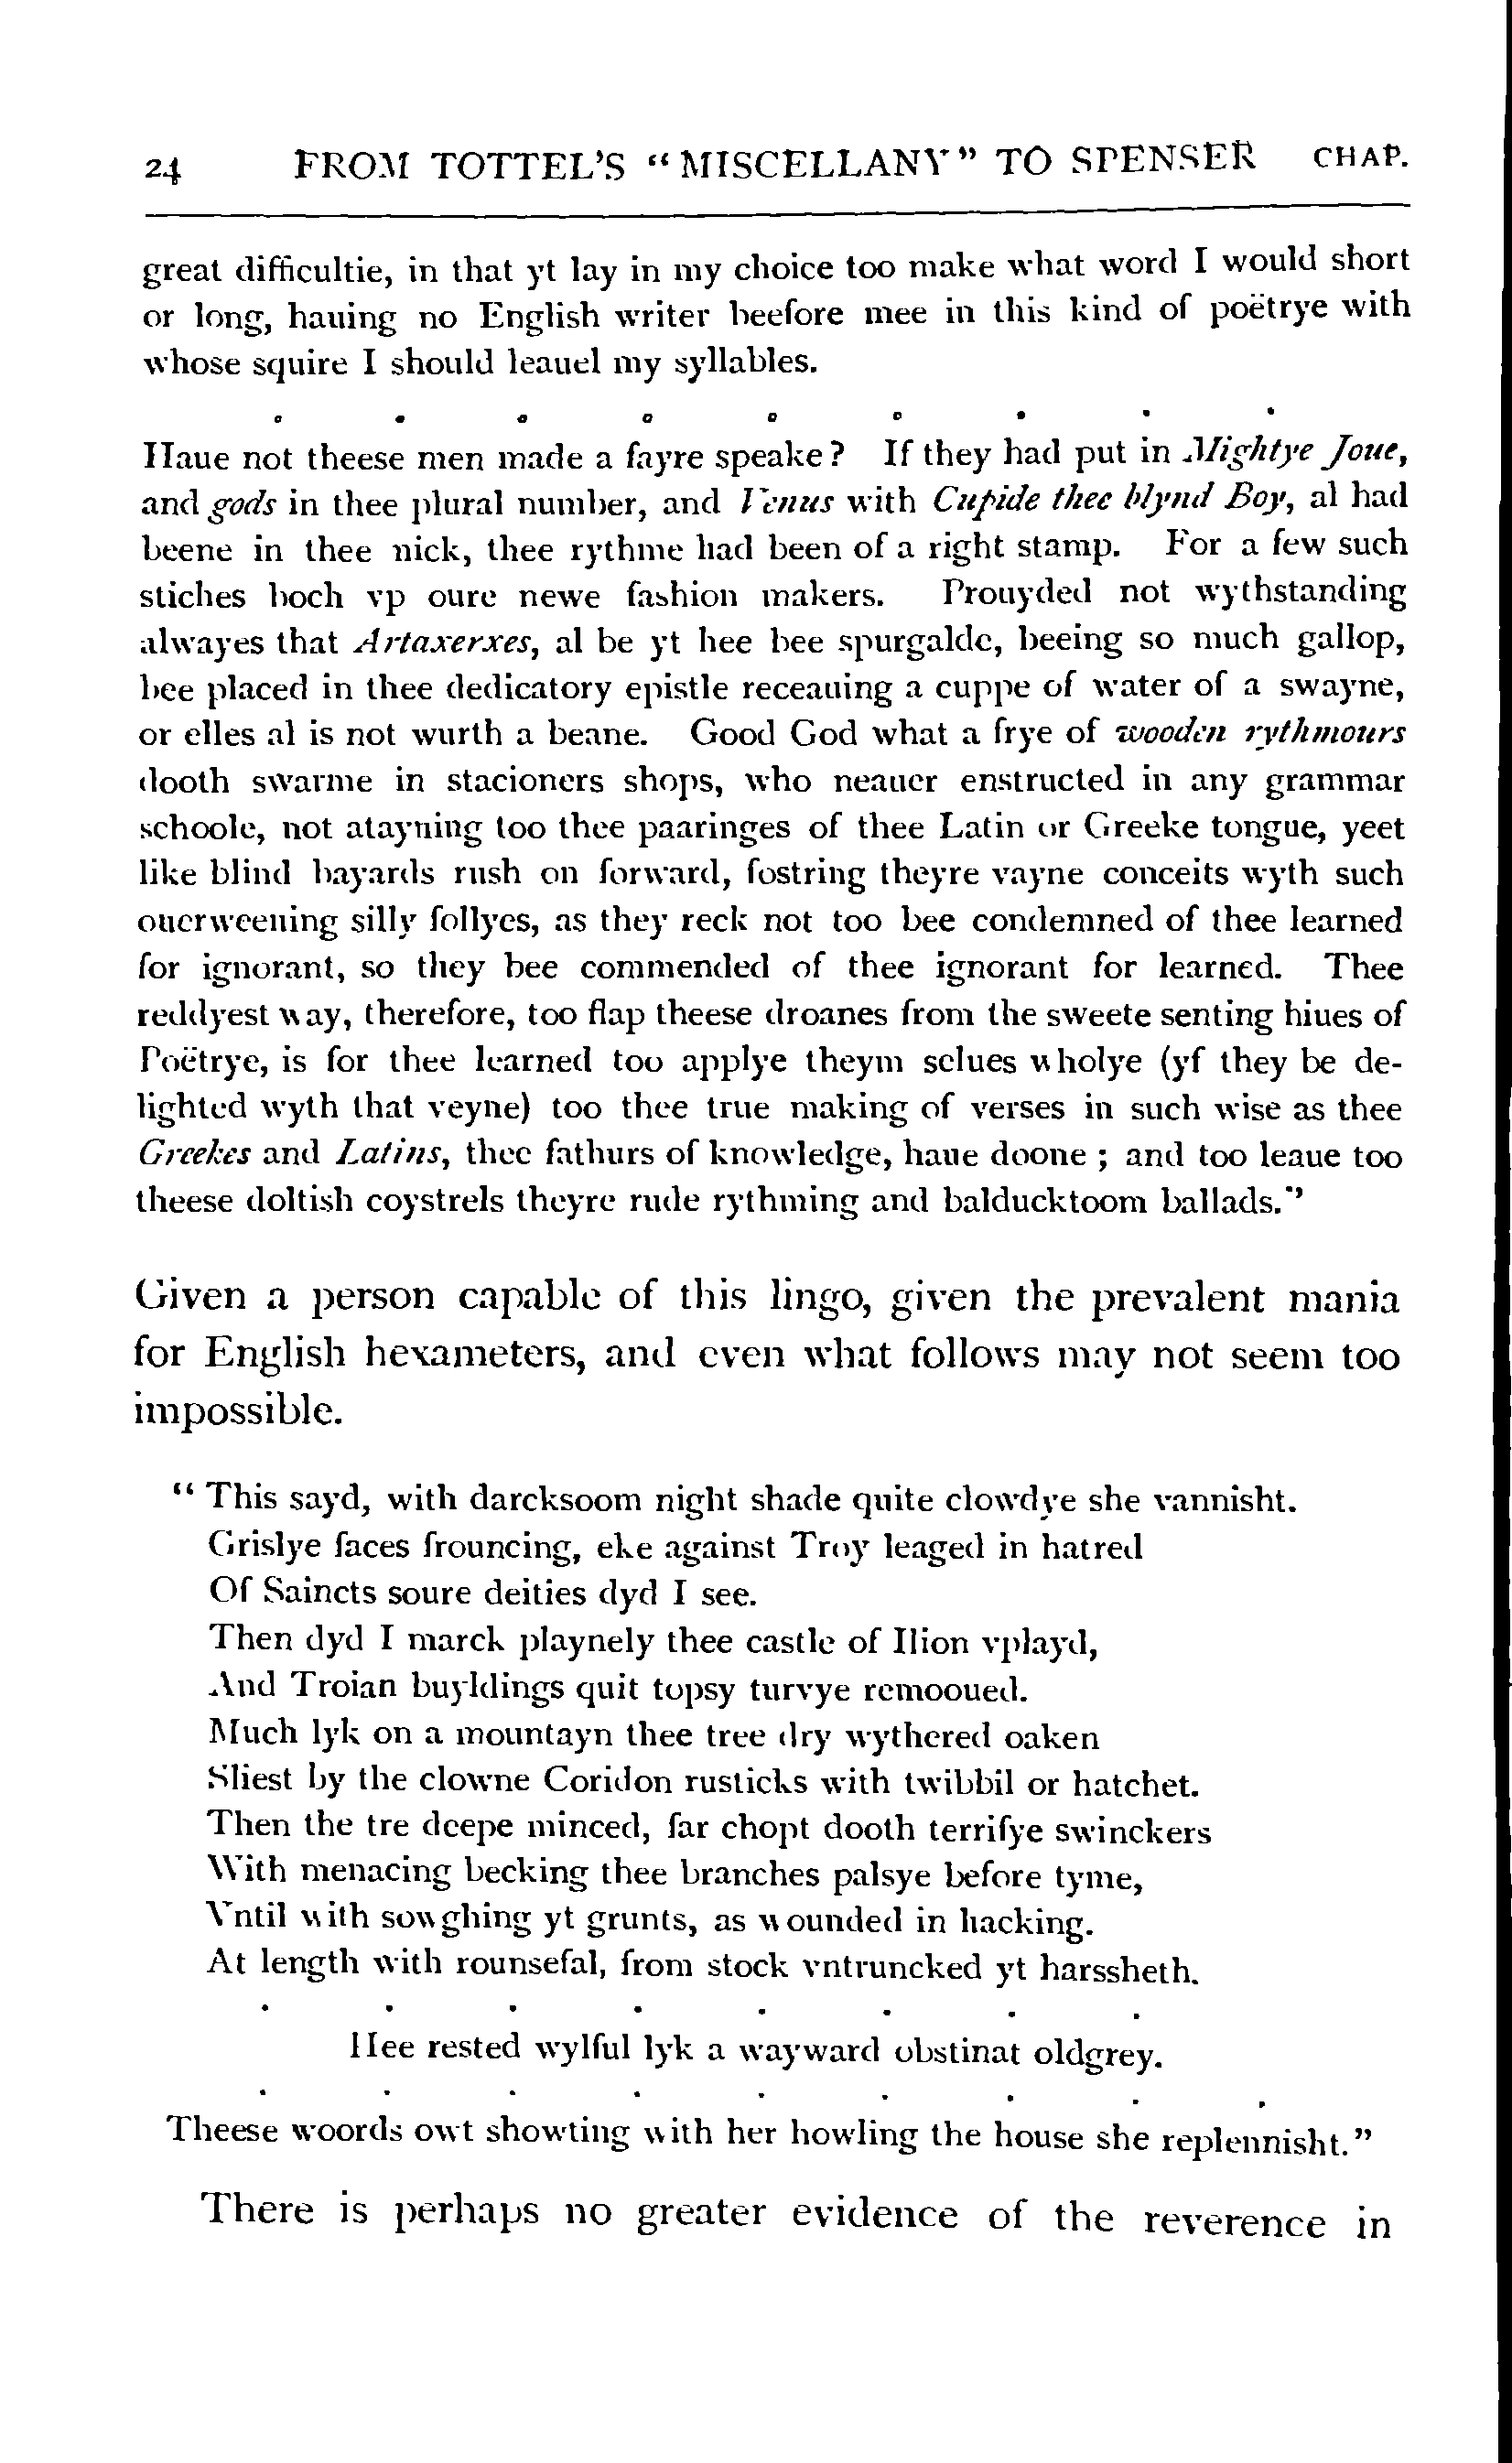 24 FROM TOTTEL'S "MISCELLANY" TO SPENSER CHAP.
great difficultie, in that yt lay in my choice too make what word I would short
or long, hauing no English writer beefore mee in this kind of poëtrye with
whose squire I should leauel my syllables.
. . . . . . . . .
Haue not theese men made a fayre speake? If they had put in Mightye Joue,
and gods in thee plural number, and Venus with Cupide thee blynd Boy, al had
beene in thee nick, thee rythme had been of a right stamp. For a few such
stiches boch vp oure newe fashion makers. Prouyded not wythstanding
alwayes that Artaxerxes, al be yt hee bee spurgalde, beeing so much gallop,
bee placed in thee dedicatory epistle receauing a cuppe of water of a swayne,
or elles al is not wurth a beane. Good God what a frye of wooden rythmours
dooth swarme in stacioners shops, who neauer enstructed in any grammar
schoole, not atayning too thee paaringes of thee Latin or Greeke tongue, yeet
like blind bayards rush on forward, fostring theyre vayne conceits wyth such
ouerweening silly follyes, as they reck not too bee condemned of thee learned
for ignorant, so they bee commended of thee ignorant for learned. Thee
reddyest way, therefore, too flap theese droanes from the sweete senting hiues of
Poëtrye, is for thee learned too applye theym selues wholye (yf they be de-
lighted wyth that veyne) too thee true making of verses in such wise as thee
Greekes and Latins, thee fathurs of knowledge, haue doone ; and too leaue too
theese doltish coystrels theyre rude rythming and balducktoom ballads."
Given a person capable of this lingo, given the prevalent mania
for English hexameters, and even what follows may not seem too
impossible.
" This sayd, with darcksoom night shade quite clowdye she vannisht.
Grislye faces frouncing, eke against Troy leaged in hatred
Of Saincts soure deities dyd I see.
Then dyd I marck playnely thee castle of Ilion vplayd,
And Troian buyldings quit topsy turvye remooued.
Much lyk on a mountayn thee tree dry wythered oaken
Sliest by the clowne Coridon rusticks with twibbil or hatchet.
Then the tre deepe minced, far chopt dooth terrifye swinckers
With menacing becking thee branches palsye before tyme,
Vntil with sowghing yt grunts, as wounded in hacking.
At length with rounsefal, from stock vntruncked yt harssheth.
. . . . . . . .
Hee rested wylful lyk a wayward obstinat oldgrey.
. . . . . . . . .
Theese woords owt showting with her howling the house she replennisht."
There is perhaps no greater evidence of the reverence in